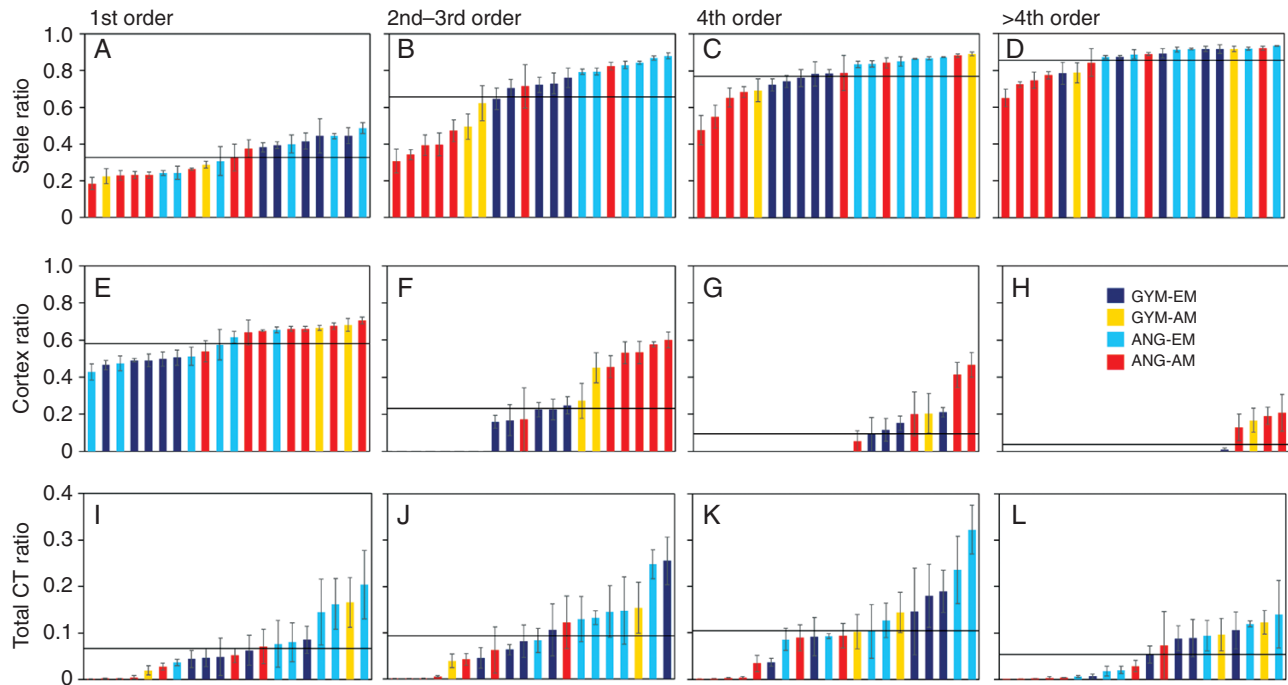 1st order 2nd–3rd order 4th order >4th order
Stele ratio
1.0 A B C D
0.8
0.6
0.4
0.2
0
Cortex ratio
1.0 E F G H
0.8
0.6
0.4
0.2
0
GYM-EM
GYM-AM
ANG-EM
ANG-AM
Total CT ratio
0.4 I J K L
0.3
0.2
0.1
0